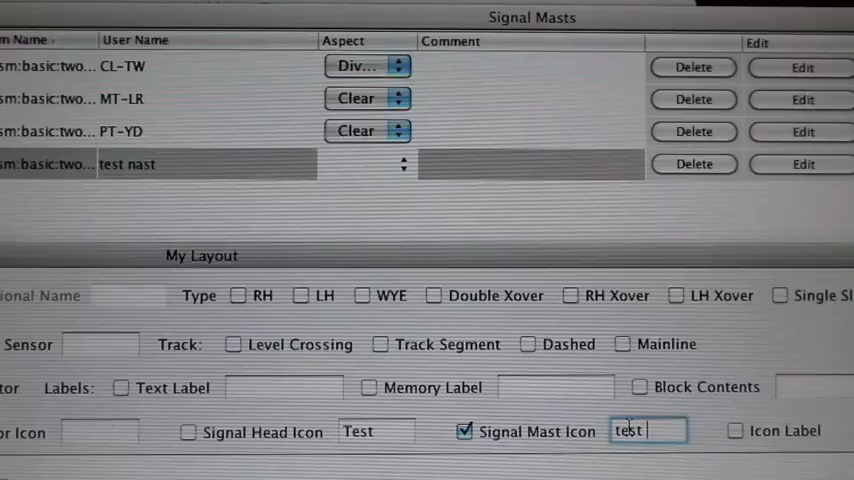 Signal Masts
m Name User Name Aspect Comment Edit
sm:basic:two... CL-TW Div... Delete Edit
sm:basic:two... MT-LR Clear Delete Edit
sm:basic:two... PT-YD Clear Delete Edit
sm:basic:two... test nast Delete Edit
My Layout
ional Name Type RH LH WYE Double Xover RH Xover LH Xover Single Sl
Sensor Track: Level Crossing Track Segment Dashed Mainline
tor Labels: Text Label Memory Label Block Contents
or Icon Signal Head Icon Test Signal Mast Icon test Icon Label